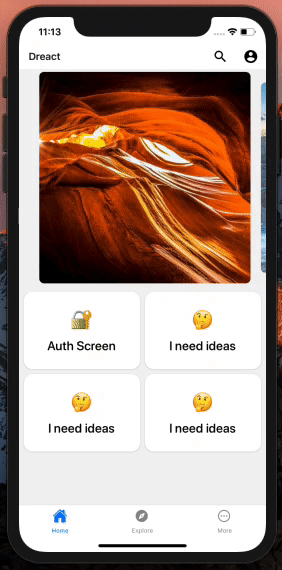 11:13
Dreact
Auth Screen
I need ideas
I need ideas
I need ideas
Home
Explore
More